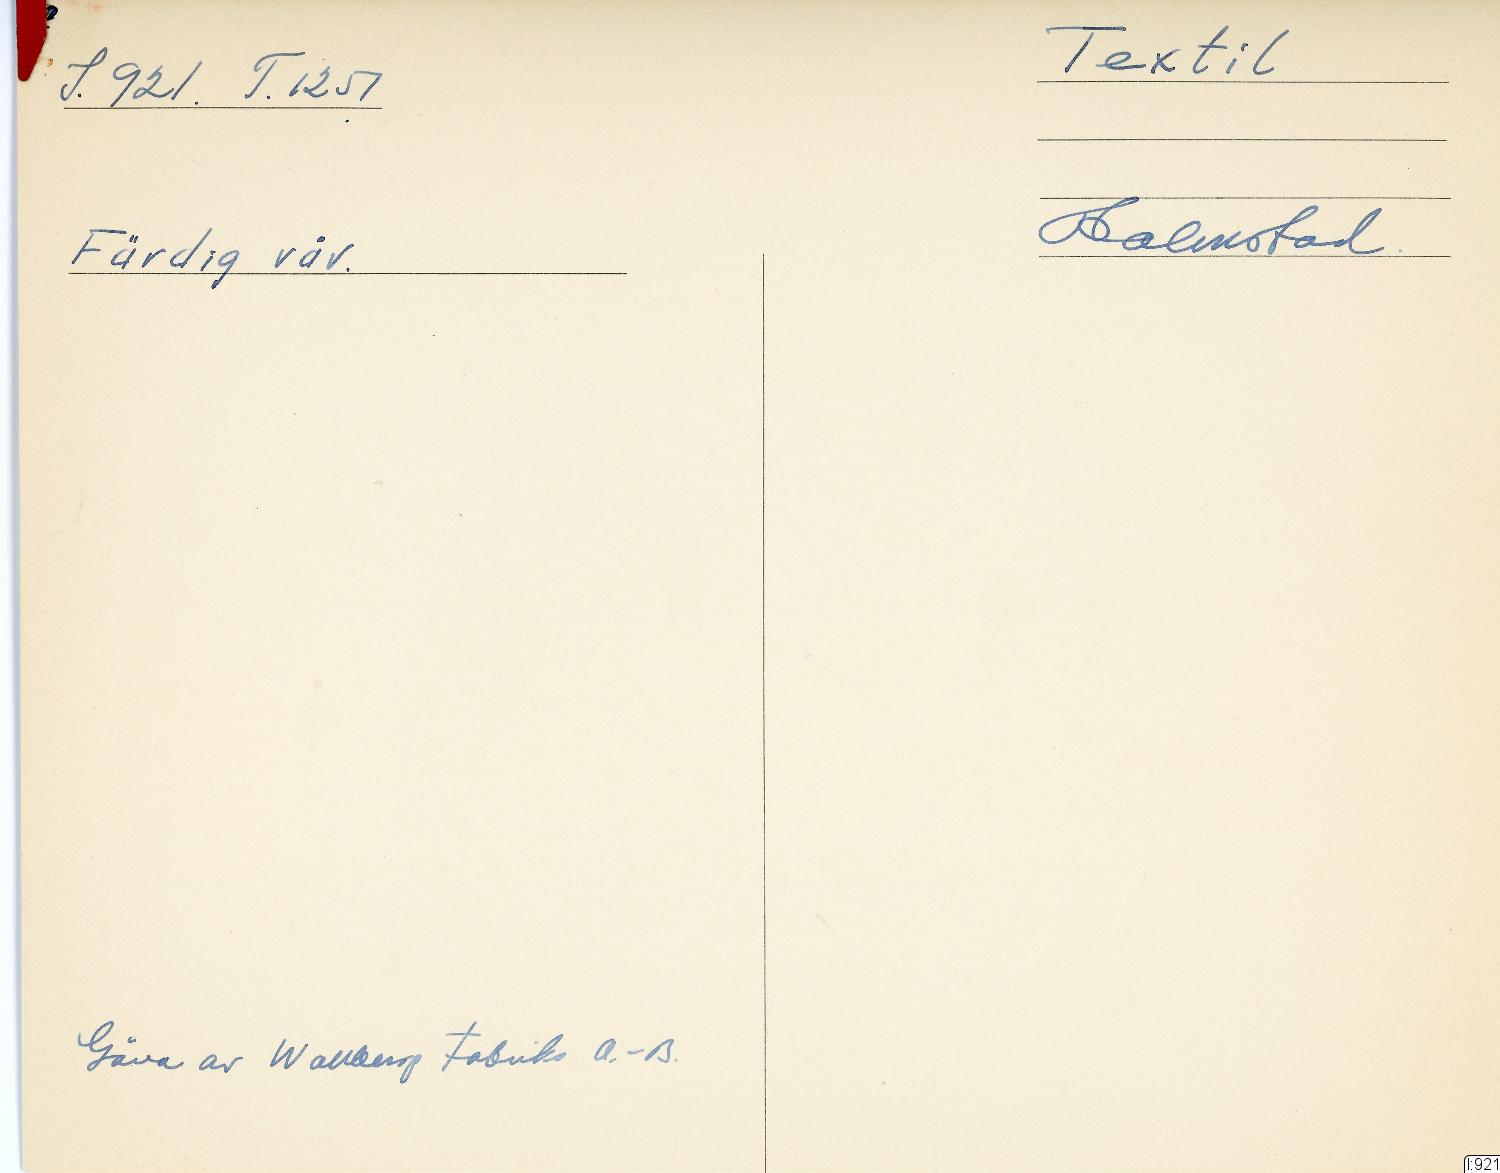 I. 921. T. 1251
Textil
Halmstad.
Färdig väv.
Gåva av Wallbergs Fabriks A.-B.
I:921